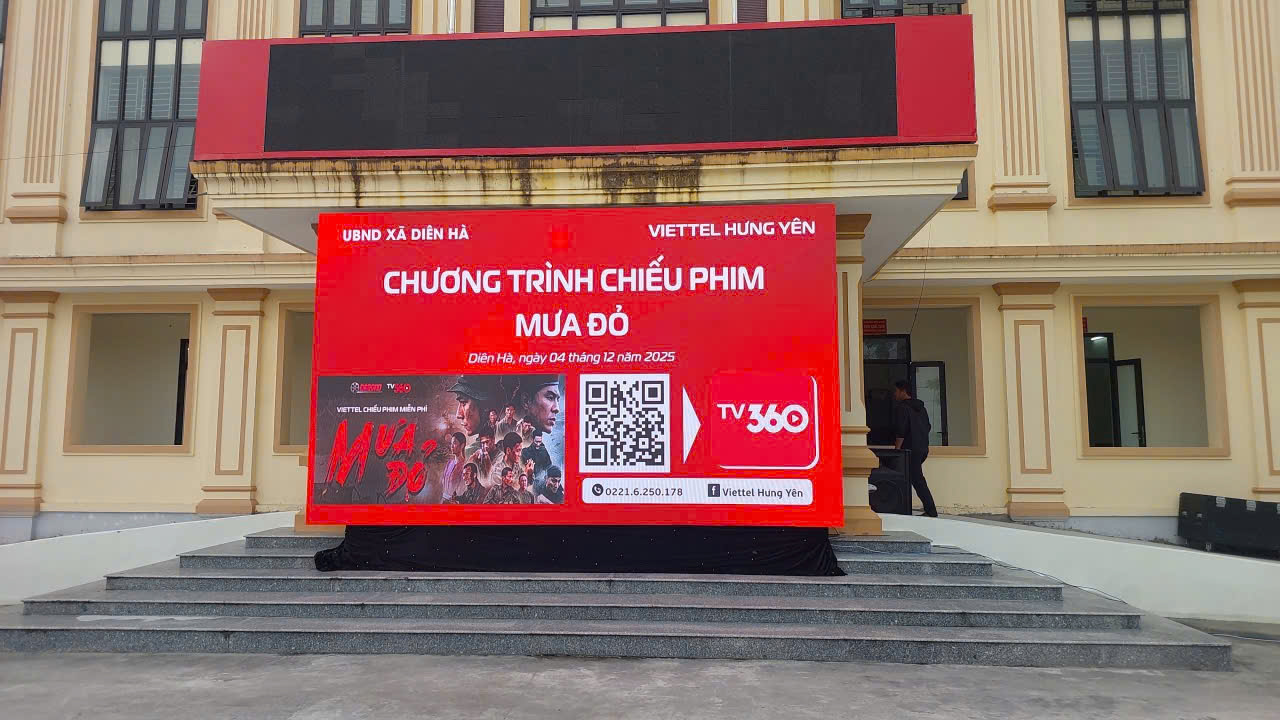 UBND XÃ DIÊN HÀ
VIETTEL HƯNG YÊN
CHƯƠNG TRÌNH CHIẾU PHIM
MƯA ĐỎ
Diên Hà, ngày 04 tháng 12 năm 2025
TV360
VIETTEL CHIẾU PHIM MIỄN PHÍ
MƯA ĐỎ
TV360
0221.6.250.178
Viettel Hưng Yên